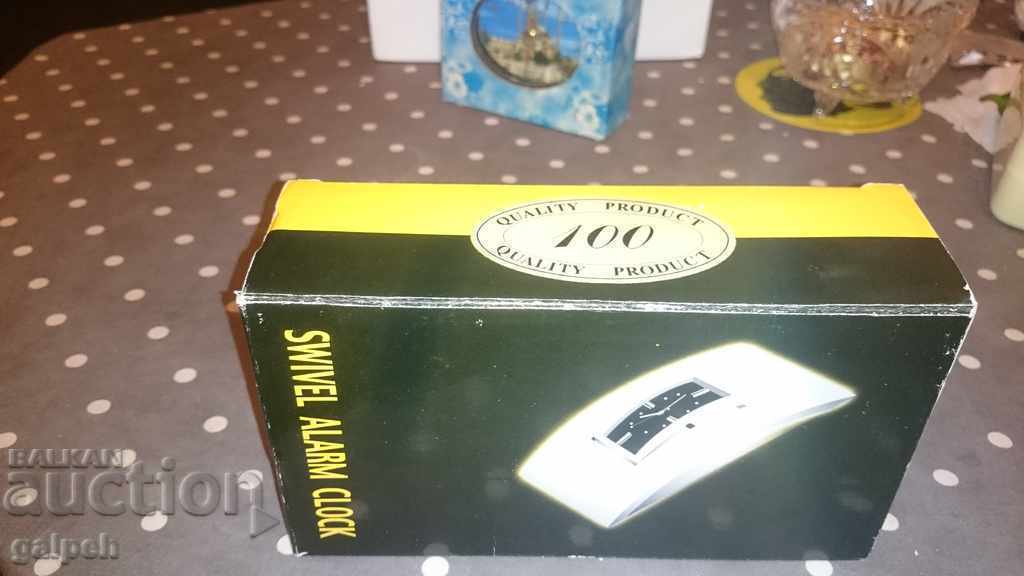 QUALITY PRODUCT
100
QUALITY PRODUCT
SWIVEL ALARM CLOCK
BALKAN
auction
galpeh